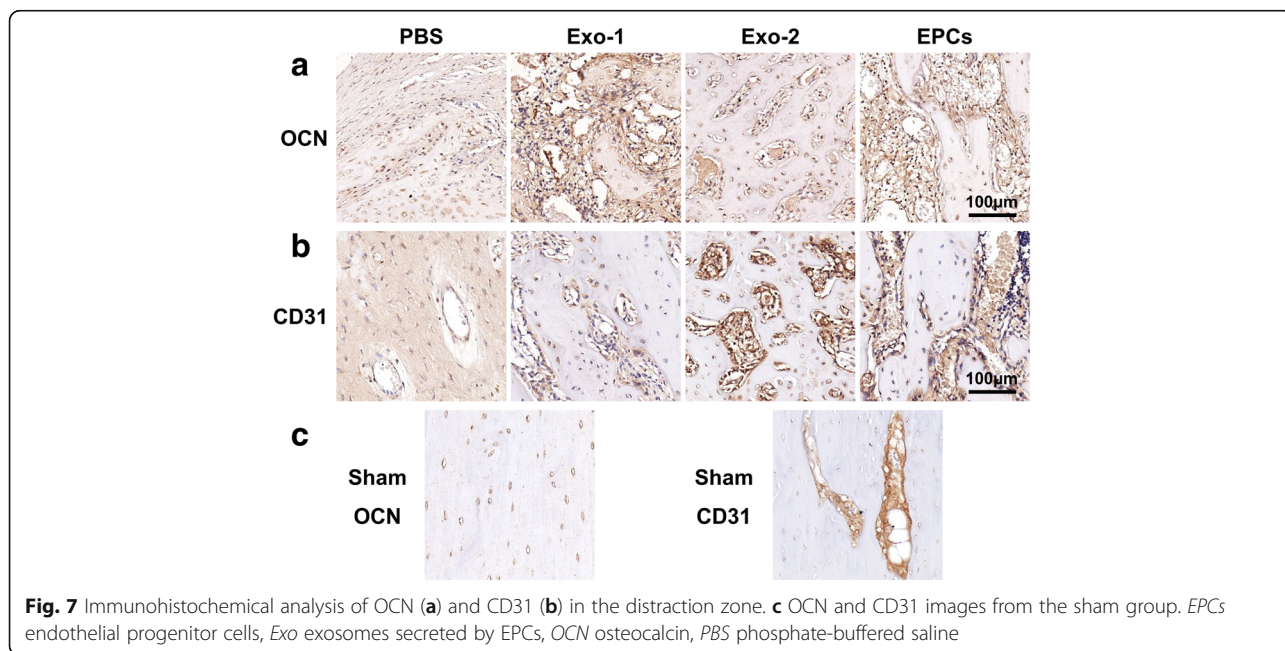 PBS Exo-1 Exo-2 EPCs
a
OCN
100μm
b
CD31
100μm
c
Sham
OCN
Sham
CD31
Fig. 7 Immunohistochemical analysis of OCN (a) and CD31 (b) in the distraction zone. c OCN and CD31 images from the sham group. EPCs
endothelial progenitor cells, Exo exosomes secreted by EPCs, OCN osteocalcin, PBS phosphate-buffered saline